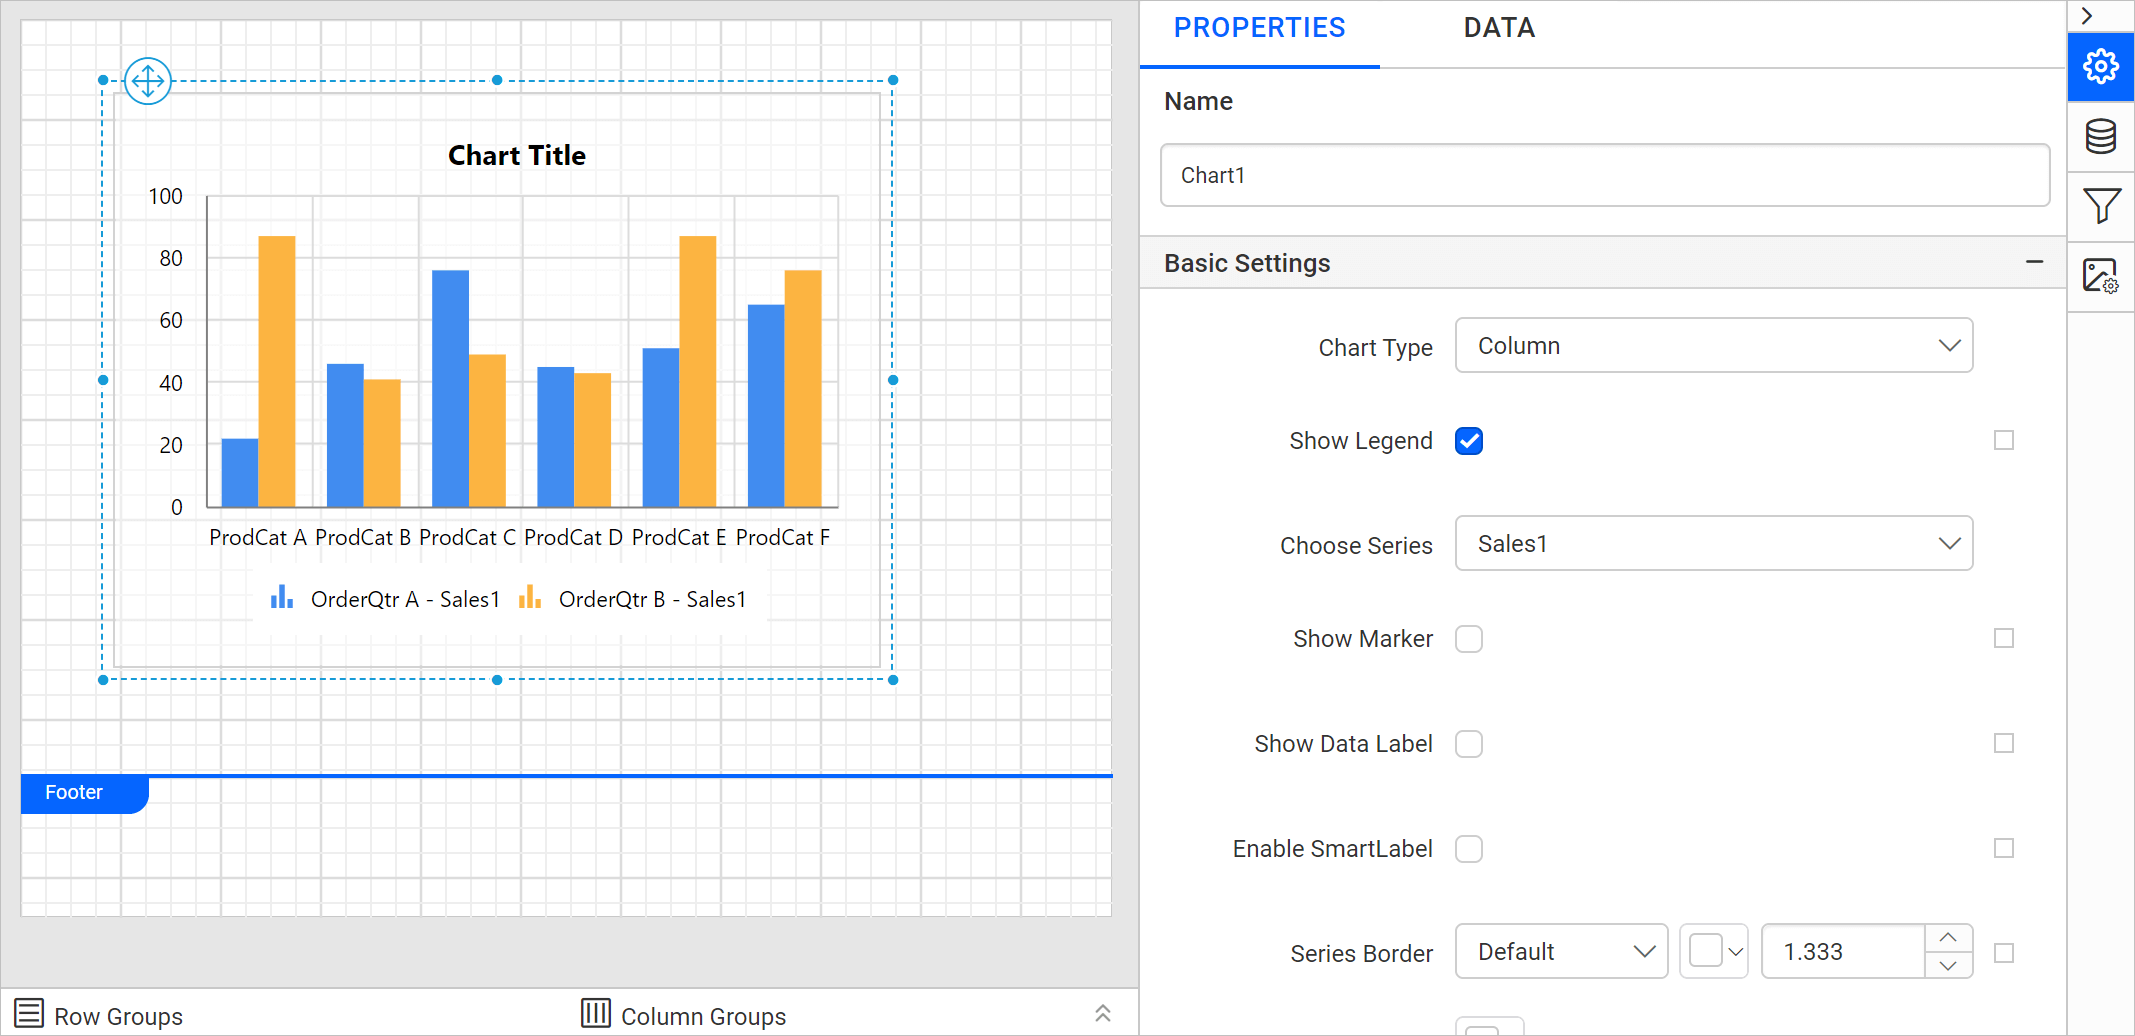 PROPERTIES
DATA
Name
Chart1
Basic Settings
Chart Type
Column
Show Legend
Choose Series
Sales1
Show Marker
Show Data Label
Enable SmartLabel
Series Border
Default
1.333
Chart Title
100
80
60
40
20
0
ProdCat A ProdCat B ProdCat C ProdCat D ProdCat E ProdCat F
OrderQtr A - Sales1 OrderQtr B - Sales1
Footer
Row Groups
Column Groups